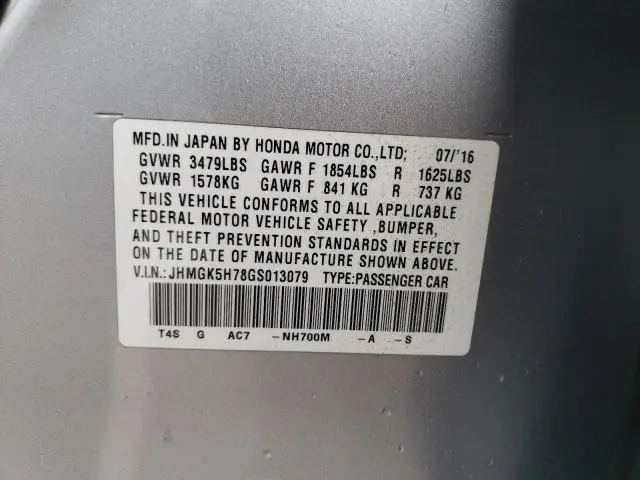 MFD.IN JAPAN BY HONDA MOTOR CO.,LTD; 07/'16
GVWR 3479LBS GAWR F 1854LBS R 1625LBS
GVWR 1578KG GAWR F 841 KG R 737 KG
THIS VEHICLE CONFORMS TO ALL APPLICABLE
FEDERAL MOTOR VEHICLE SAFETY ,BUMPER,
AND THEFT PREVENTION STANDARDS IN EFFECT
ON THE DATE OF MANUFACTURE SHOWN ABOVE.
V.I.N.:JHMGK5H78GS013079 TYPE:PASSENGER CAR
T4S G AC7 -NH700M -A -S